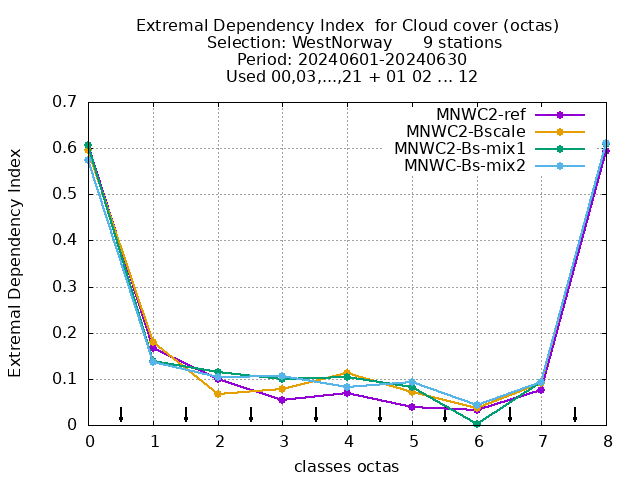 Extremal Dependency Index  for Cloud cover (octas)
Selection: WestNorway      9 stations
Period: 20240601-20240630
Used 00,03,...,21 + 01 02 ... 12
0.7
0.6
0.5
0.4
0.3
0.2
0.1
0
Extremal Dependency Index
MNWC2-ref
MNWC2-Bscale
MNWC2-Bs-mix1
MNWC-Bs-mix2
0 1 2 3 4 5 6 7 8
classes octas